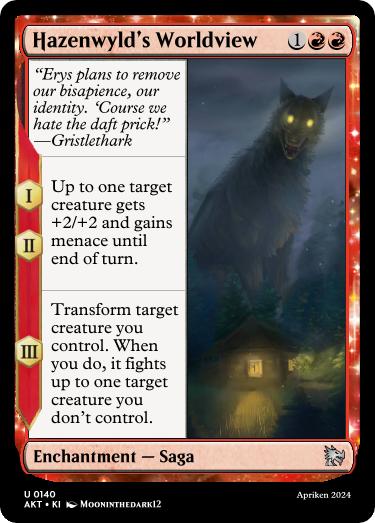 Hazenwyld's Worldview 1
“Erys plans to remove
our bisapience, our
identity. ‘Course we
hate the daft prick!”
—Gristlethark
I
II
Up to one target
creature gets
+2/+2 and gains
menace until
end of turn.
III
Transform target
creature you
control. When
you do, it fights
up to one target
creature you
don't control.
Enchantment — Saga
U 0140
AKT • KI Mooninthedark12
Apriken 2024